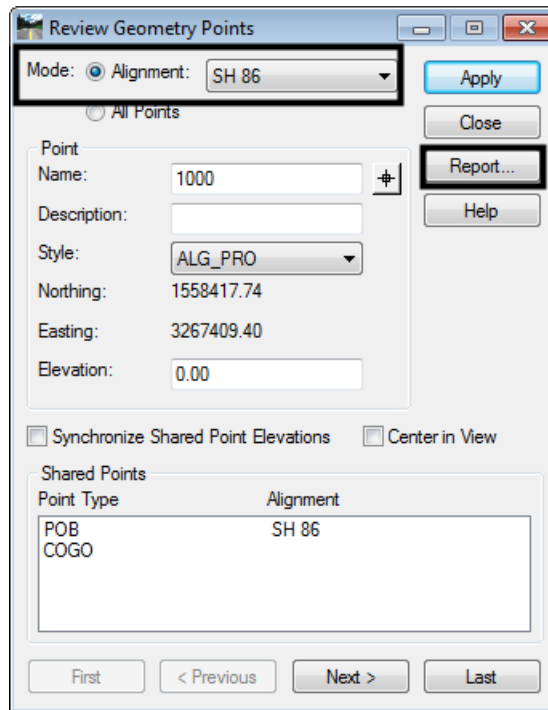 Review Geometry Points
Mode: Alignment: SH 86
All Points
Apply
Close
Report...
Help
Point
Name: 1000
Description:
Style: ALG_PRO
Northing: 1558417.74
Easting: 3267409.40
Elevation: 0.00
Synchronize Shared Point Elevations Center in View
Shared Points
Point Type Alignment
POB SH 86
COGO
First < Previous Next > Last